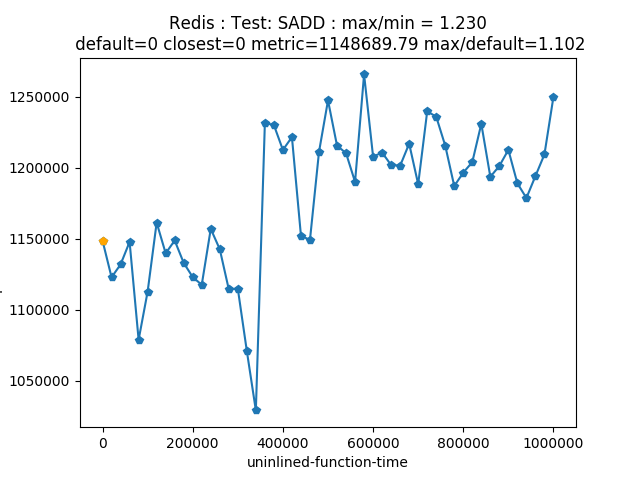 Redis : Test: SADD : max/min = 1.230
default=0 closest=0 metric=1148689.79 max/default=1.102
1250000
1200000
1150000
1100000
1050000
0 200000 400000 600000 800000 1000000
uninlined-function-time